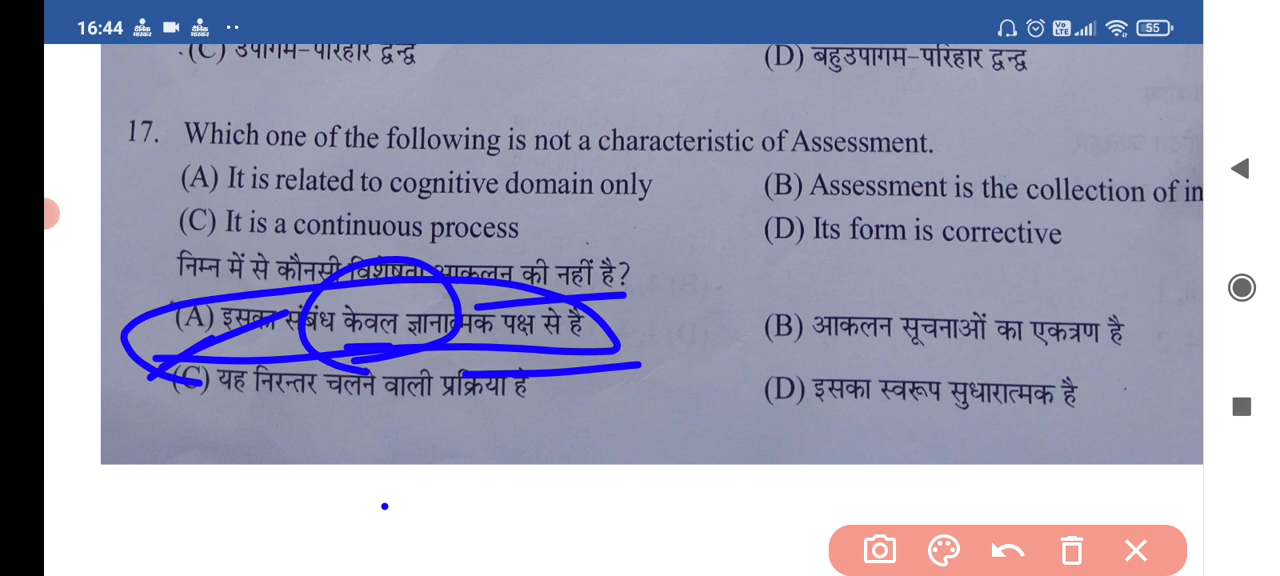 16:44
55
(C) उपागम-परिहार द्वन्द्व
(D) बहुउपागम-परिहार द्वन्द्व
17. Which one of the following is not a characteristic of Assessment.
(A) It is related to cognitive domain only
(B) Assessment is the collection of in
(C) It is a continuous process
(D) Its form is corrective
निम्न में से कौनसी विशेषता आकलन की नहीं है?
(A) इसका संबंध केवल ज्ञानात्मक पक्ष से है
(B) आकलन सूचनाओं का एकत्रण है
(C) यह निरन्तर चलने वाली प्रक्रिया है
(D) इसका स्वरूप सुधारात्मक है